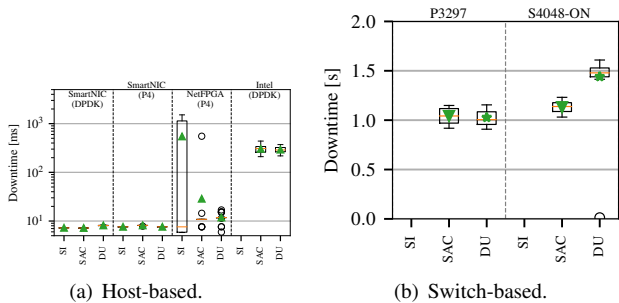 SmartNIC
(DPDK)
SmartNIC
(P4)
NetFPGA
(P4)
Intel
(DPDK)
Downtime [ms]
10³
10²
10¹
SI
SAC
DU
SI
SAC
DU
SI
SAC
DU
SI
SAC
DU
(a) Host-based.
P3297
S4048-ON
Downtime [s]
2.0
1.5
1.0
0.5
0.0
SI
SAC
DU
SI
SAC
DU
(b) Switch-based.